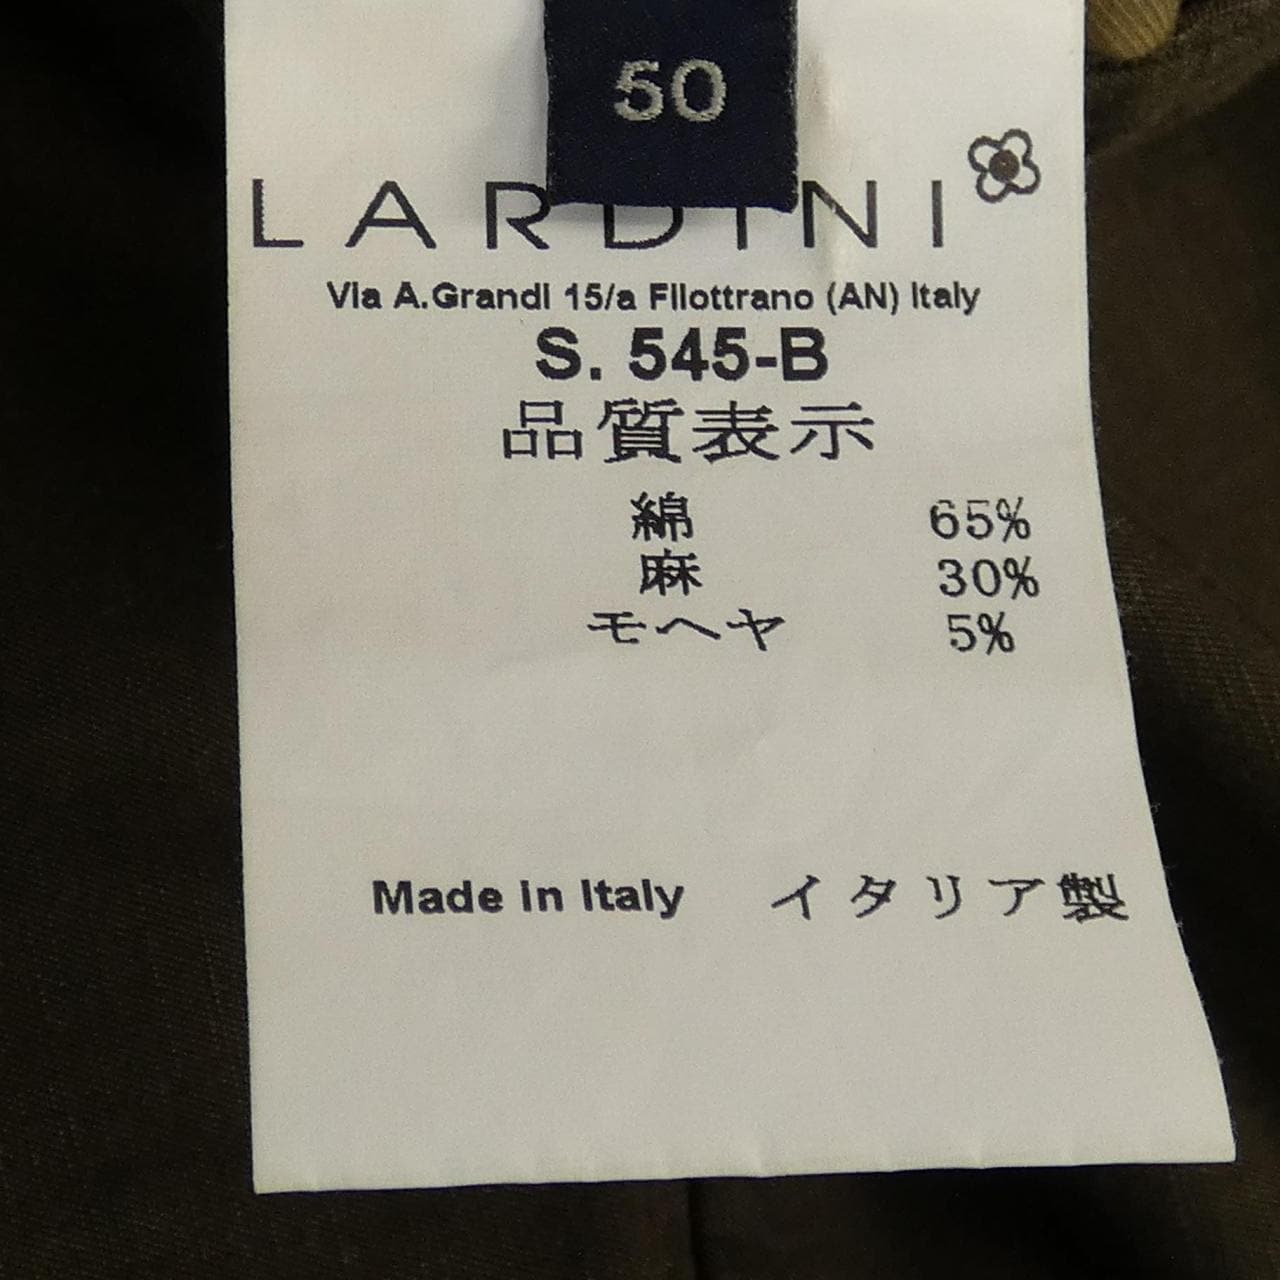 50
LARDINI
Via A.Grandi 15/a Filottrano (AN) Italy
S. 545-B
品質表示
綿 65%
麻 30%
モヘヤ 5%
Made in Italy イタリア製